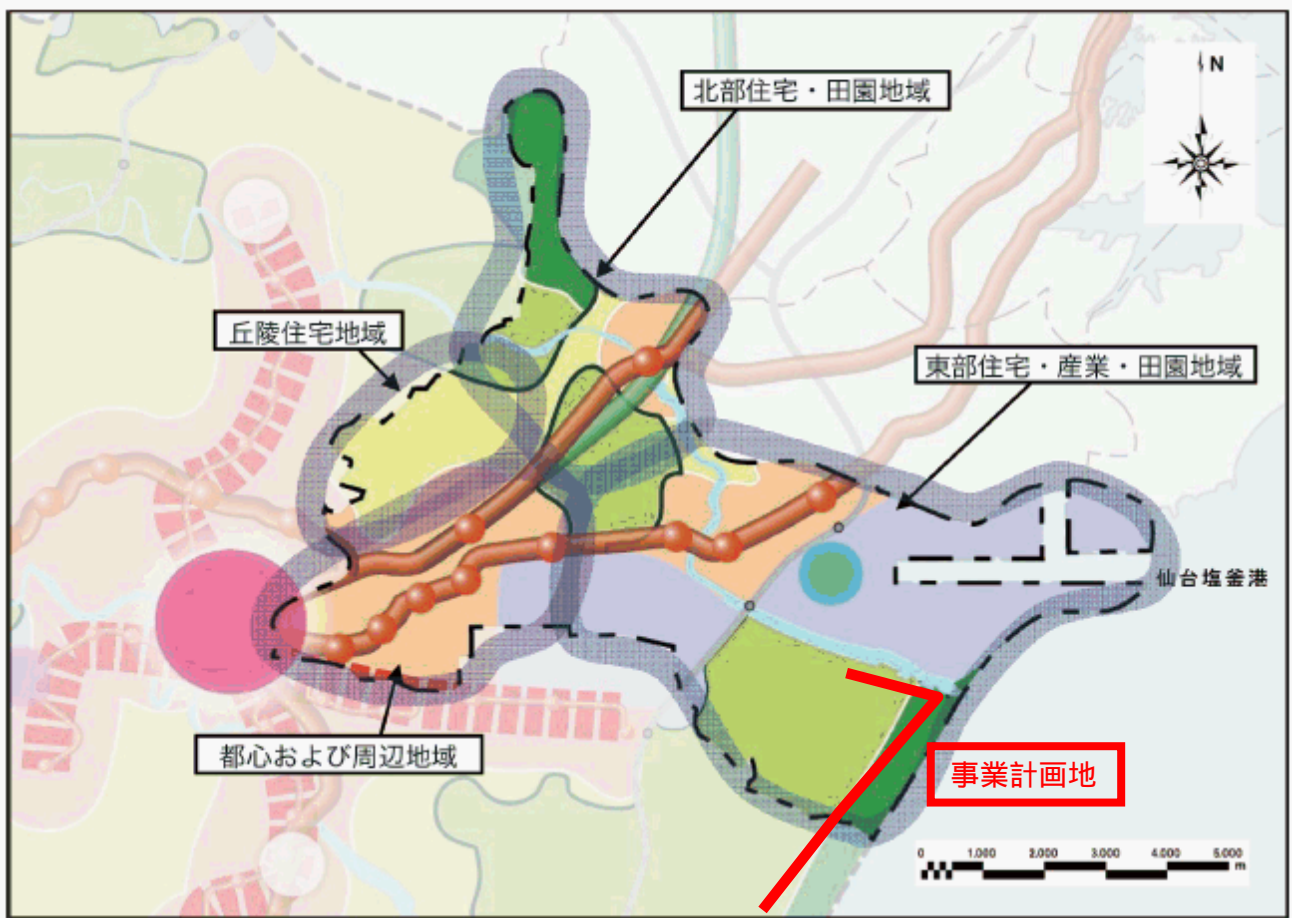 N
北部住宅・田園地域
丘陵住宅地域
東部住宅・産業・田園地域
仙台塩釜港
都心および周辺地域
事業計画地
0 1.000 2.000 3.000 4.000 5.000
m